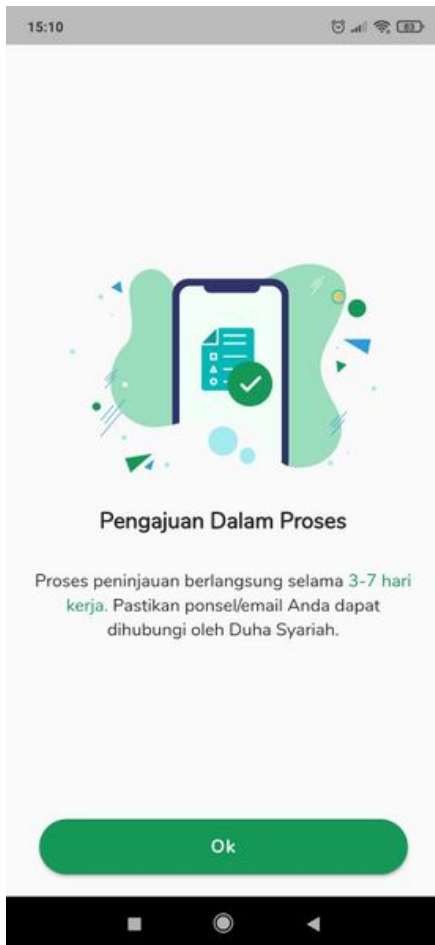 15:10
63
Pengajuan Dalam Proses
Proses peninjauan berlangsung selama 3-7 hari
kerja. Pastikan ponsel/email Anda dapat
dihubungi oleh Duha Syariah.
Ok